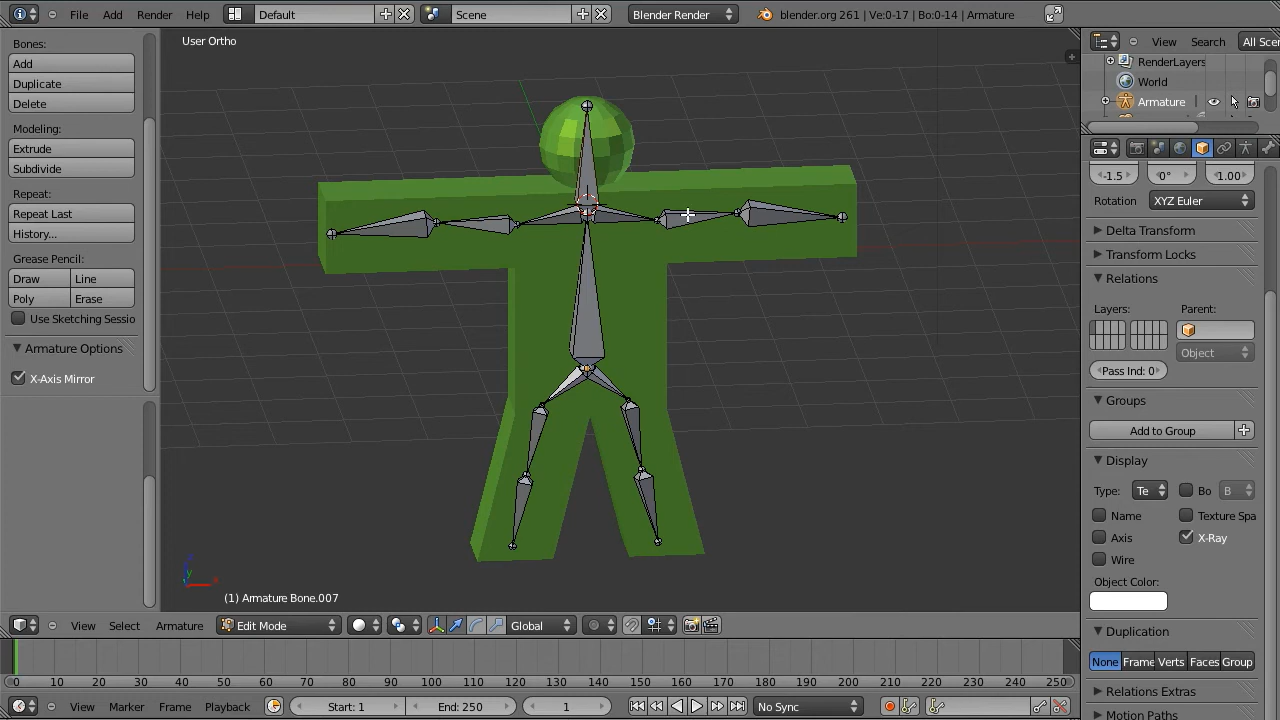 File Add Render Help Default Scene Blender Render blender.org 261 | Ve:0-17 | Bo:0-14 | Armature
User Ortho
Bones:
Add
Duplicate
Delete
Modeling:
Extrude
Subdivide
Repeat:
Repeat Last
History...
Grease Pencil:
Draw Line
Poly Erase
Use Sketching Sessio
Armature Options
X-Axis Mirror
(1) Armature Bone.007
View Select Armature Edit Mode Global
View Search All Scen
RenderLayers
World
Armature
-1.5 0° 1.00
Rotation XYZ Euler
Delta Transform
Transform Locks
Relations
Layers: Parent:
Object
Pass Ind: 0
Groups
Add to Group
Display
Type: Te Bo B
Name Texture Spa
Axis X-Ray
Wire
Object Color:
Duplication
None Frame Verts Faces Group
Relations Extras
Motion Paths
0 10 20 30 40 50 60 70 80 90 100 110 120 130 140 150 160 170 180 190 200 210 220 230 240 250
View Marker Frame Playback Start: 1 End: 250 1 No Sync